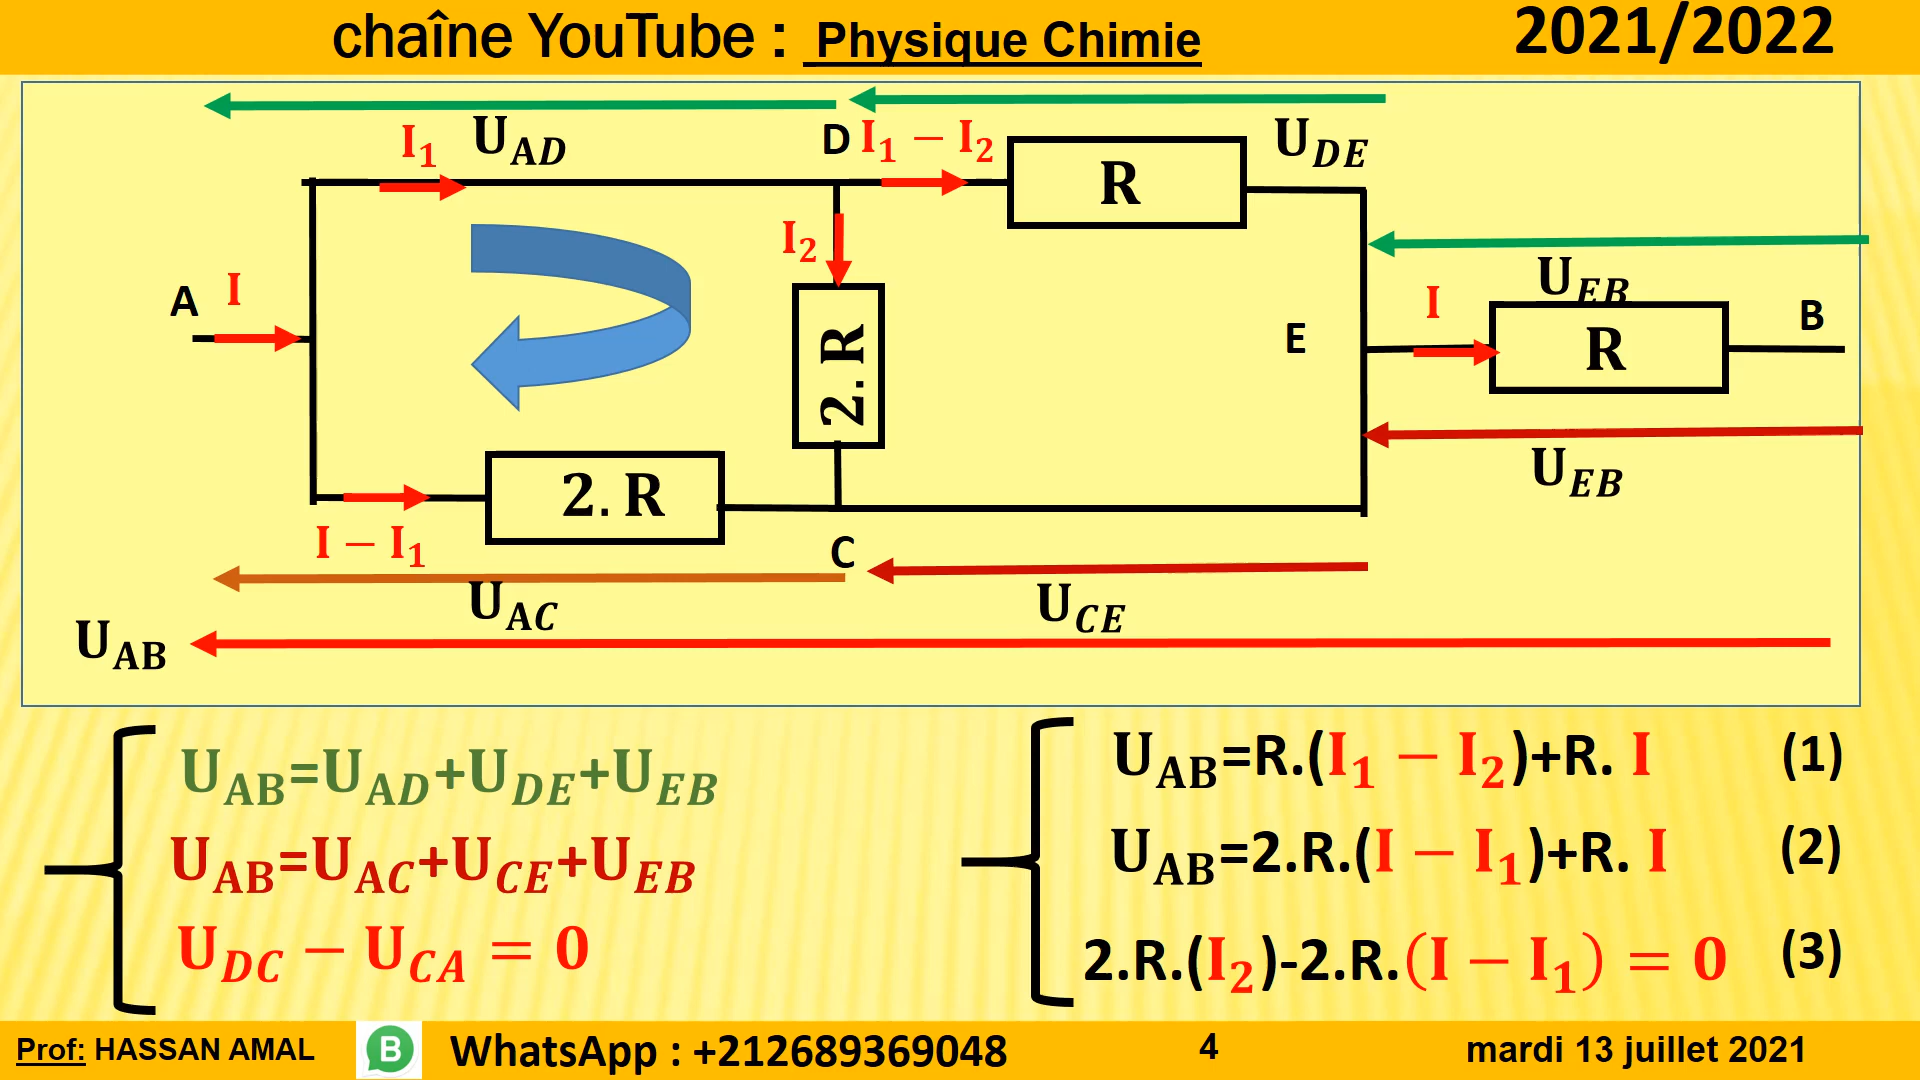 chaîne YouTube : Physique Chimie 2021/2022
I₁ U_AD D I₁ − I₂ R U_DE
I₂
A I 2. R E I U_EB R B
I − I₁ 2. R C U_EB
U_AC U_CE
U_AB
U_AB=U_AD+U_DE+U_EB
U_AB=U_AC+U_CE+U_EB
U_DC − U_CA = 0
U_AB=R.(I₁ − I₂)+R. I (1)
U_AB=2.R.(I − I₁)+R. I (2)
2.R.(I₂)-2.R.(I − I₁) = 0 (3)
Prof: HASSAN AMAL B WhatsApp : +212689369048 4 mardi 13 juillet 2021